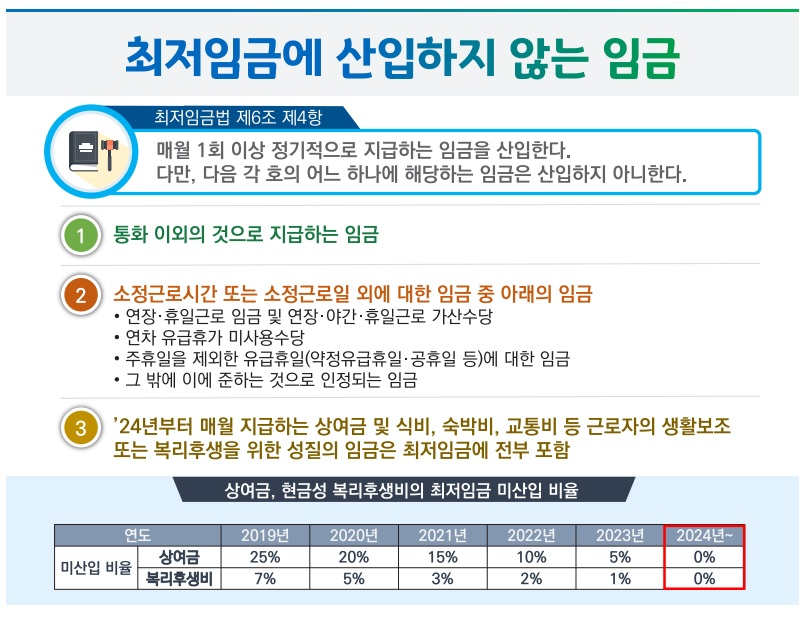 최저임금에 산입하지 않는 임금
최저임금법 제6조 제4항
매월 1회 이상 정기적으로 지급하는 임금을 산입한다.
다만, 다음 각 호의 어느 하나에 해당하는 임금은 산입하지 아니한다.
1 통화 이외의 것으로 지급하는 임금
2 소정근로시간 또는 소정근로일 외에 대한 임금 중 아래의 임금
• 연장·휴일근로 임금 및 연장·야간·휴일근로 가산수당
• 연차 유급휴가 미사용수당
• 주휴일을 제외한 유급휴일(약정유급휴일·공휴일 등)에 대한 임금
• 그 밖에 이에 준하는 것으로 인정되는 임금
3 ’24년부터 매월 지급하는 상여금 및 식비, 숙박비, 교통비 등 근로자의 생활보조
또는 복리후생을 위한 성질의 임금은 최저임금에 전부 포함
상여금, 현금성 복리후생비의 최저임금 미산입 비율
연도 2019년 2020년 2021년 2022년 2023년 2024년~
미산입 비율 상여금 25% 20% 15% 10% 5% 0%
복리후생비 7% 5% 3% 2% 1% 0%